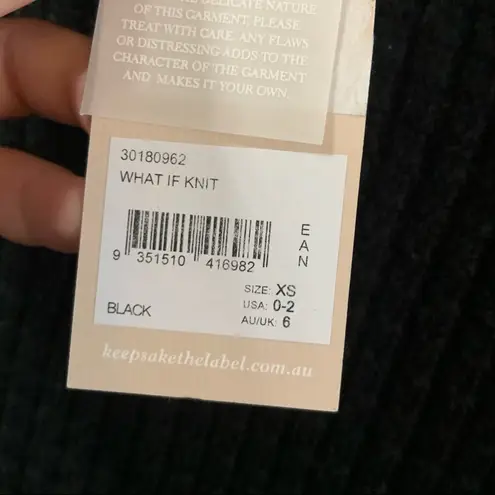 DELICATE NATURE
OF THIS GARMENT, PLEASE
TREAT WITH CARE. ANY FLAWS
OR DISTRESSING ADDS TO THE
CHARACTER OF THE GARMENT
AND MAKES IT YOUR OWN.
30180962
WHAT IF KNIT
EAN
9 351510 416982
SIZE: XS
USA: 0-2
BLACK
AU/UK: 6
keepsakethelabel.com.au